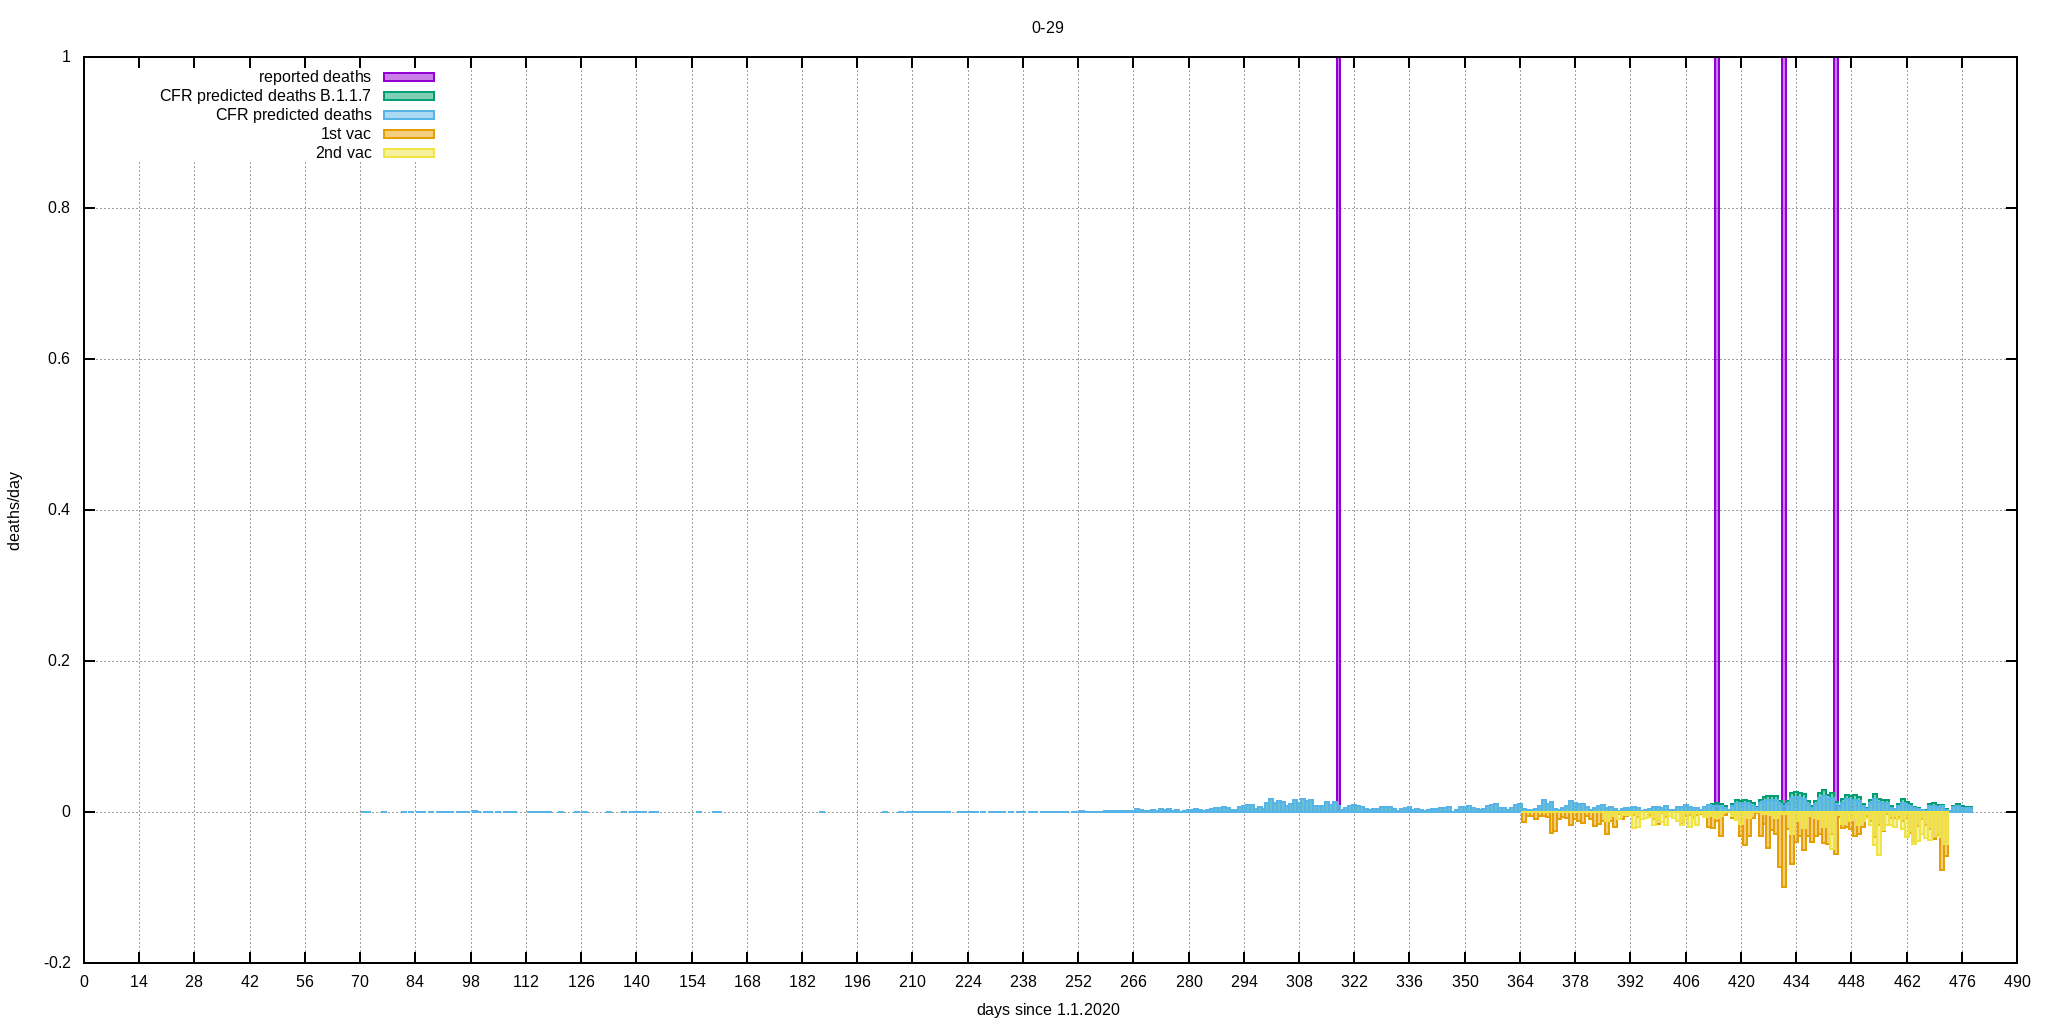 0-29
reported deaths
CFR predicted deaths B.1.1.7
CFR predicted deaths
1st vac
2nd vac
1
0.8
0.6
0.4
0.2
0
-0.2
deaths/day
0 14 28 42 56 70 84 98 112 126 140 154 168 182 196 210 224 238 252 266 280 294 308 322 336 350 364 378 392 406 420 434 448 462 476 490
days since 1.1.2020